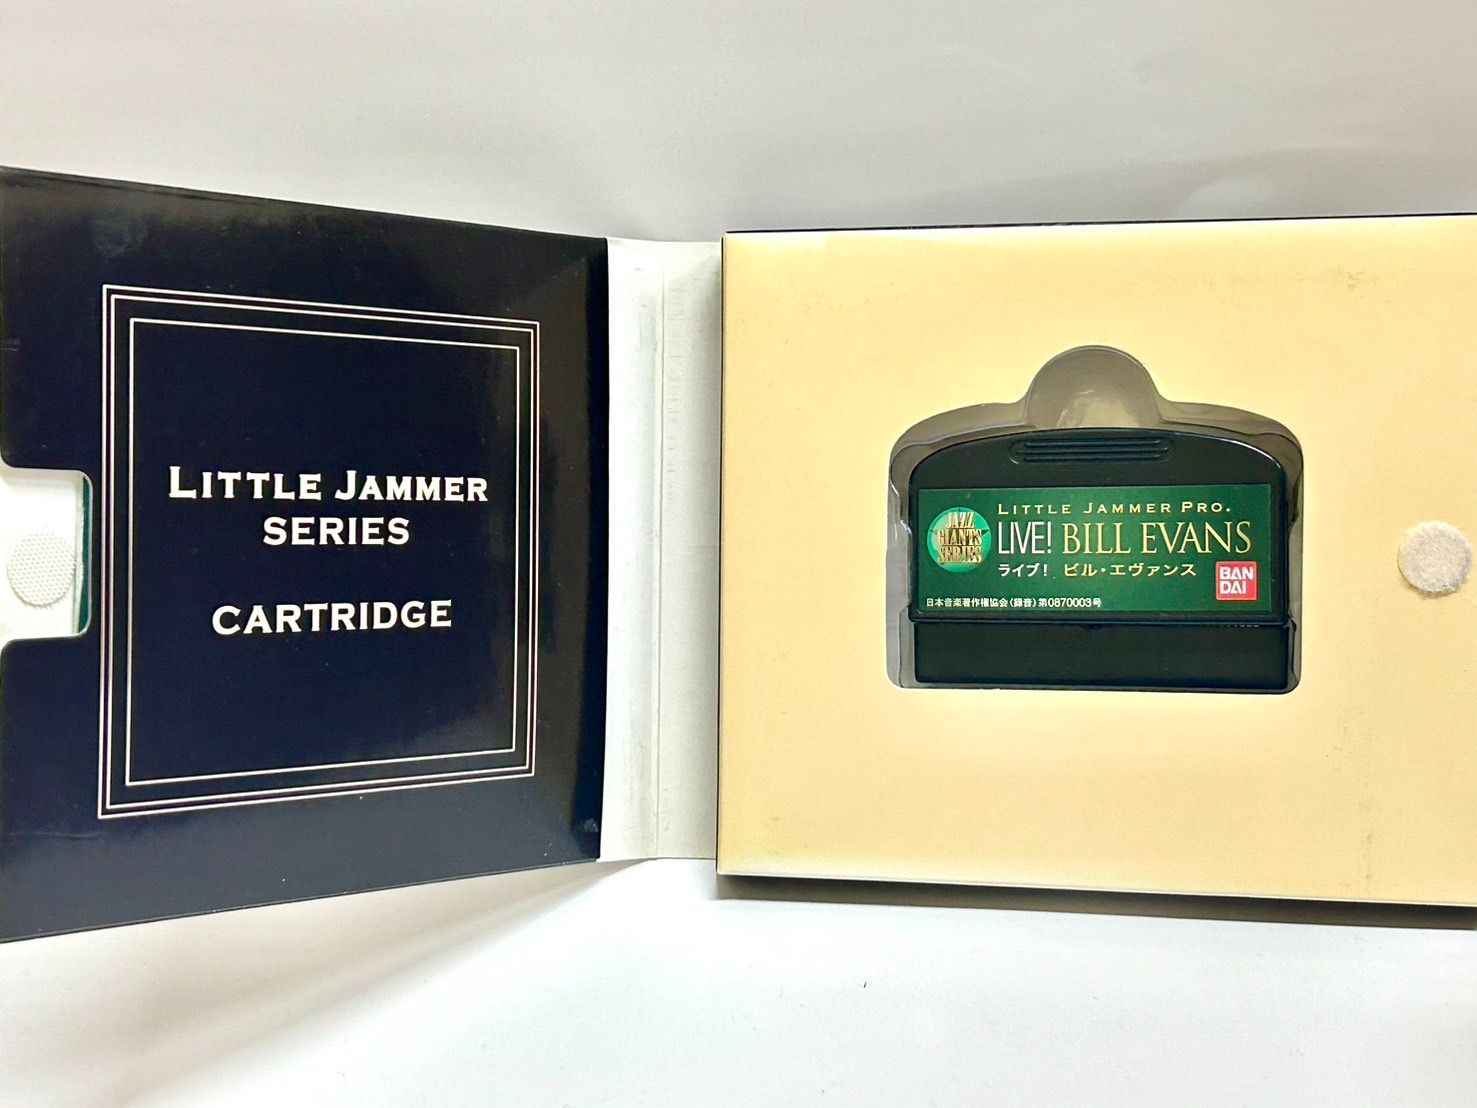 LITTLE JAMMER
SERIES
CARTRIDGE
LITTLE JAMMER PRO.
JAZZ
GIANTS
SERIES
LIVE! BILL EVANS
ライブ! ビル・エヴァンス
BAN
DAI
日本音楽著作権協会(録音)第0870003号